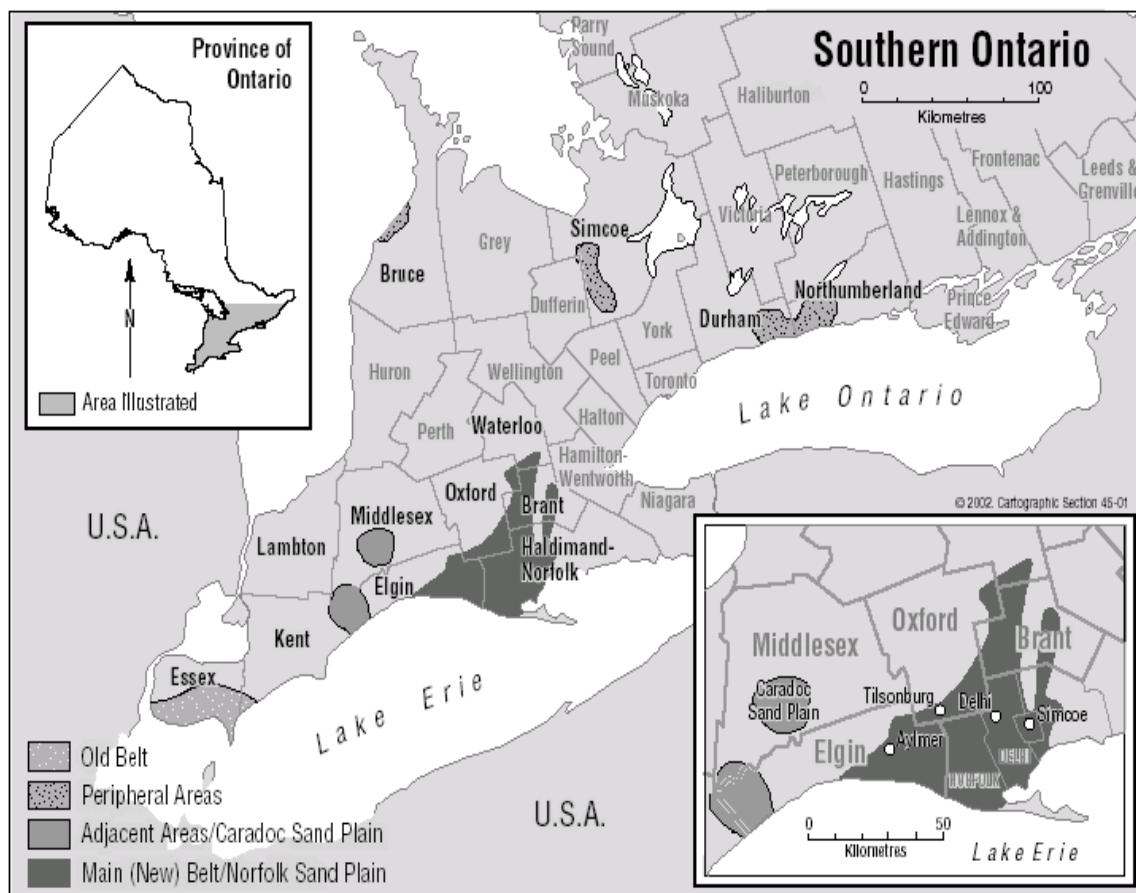 Province of
Ontario
N
Area Illustrated
Southern Ontario
0 100
Kilometres
Parry
Sound
Muskoka
Haliburton
Peterborough
Hastings
Frontenac
Leeds &
Grenville
Lennox &
Addington
Victoria
Simcoe
Grey
Bruce
Dufferin
Northumberland
Prince
Edward
Durham
York
Peel
Toronto
Huron
Wellington
Halton
Perth
Waterloo
Hamilton-
Wentworth
Niagara
Lake Ontario
Oxford
Brant
Middlesex
Lambton
Haldimand-
Norfolk
Elgin
Kent
Essex
U.S.A.
Lake Erie
U.S.A.
© 2002. Cartographic Section 45-01
Old Belt
Peripheral Areas
Adjacent Areas/Caradoc Sand Plain
Main (New) Belt/Norfolk Sand Plain
Oxford
Brant
Middlesex
Caradoc
Sand Plain
Tilsonburg
Delhi
Simcoe
Aylmer
Elgin
DELHI
NORFOLK
0 50
Kilometres
Lake Erie